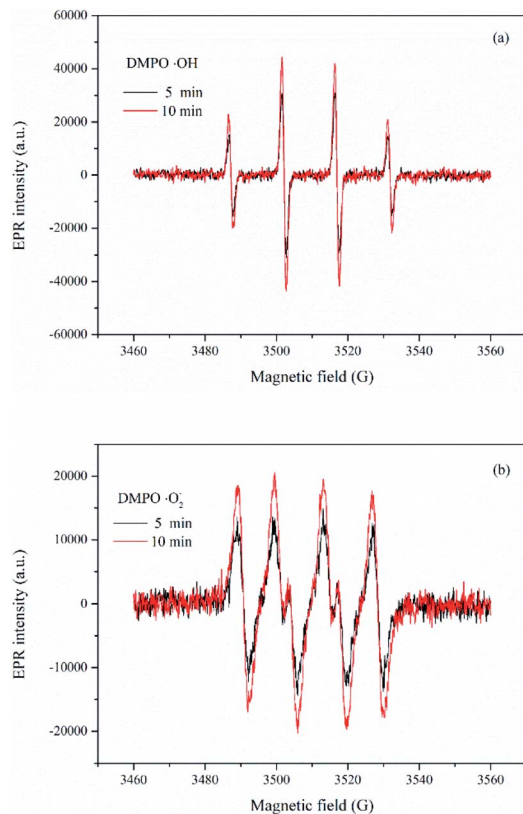 (a)
DMPO ·OH
5 min
10 min
60000
40000
20000
0
-20000
-40000
-60000
EPR intensity (a.u.)
3460 3480 3500 3520 3540 3560
Magnetic field (G)
(b)
DMPO ·O₂⁻
5 min
10 min
20000
10000
0
-10000
-20000
EPR intensity (a.u.)
3460 3480 3500 3520 3540 3560
Magnetic field (G)